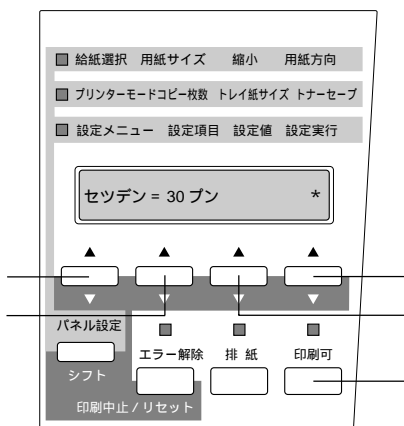 給紙選択 用紙サイズ 縮小 用紙方向
プリンターモード コピー枚数 トレイ紙サイズ トナーセーブ
設定メニュー 設定項目 設定値 設定実行
セツデン = 30 プン *
パネル設定
エラー解除 排 紙 印刷可
シフト
印刷中止 / リセット